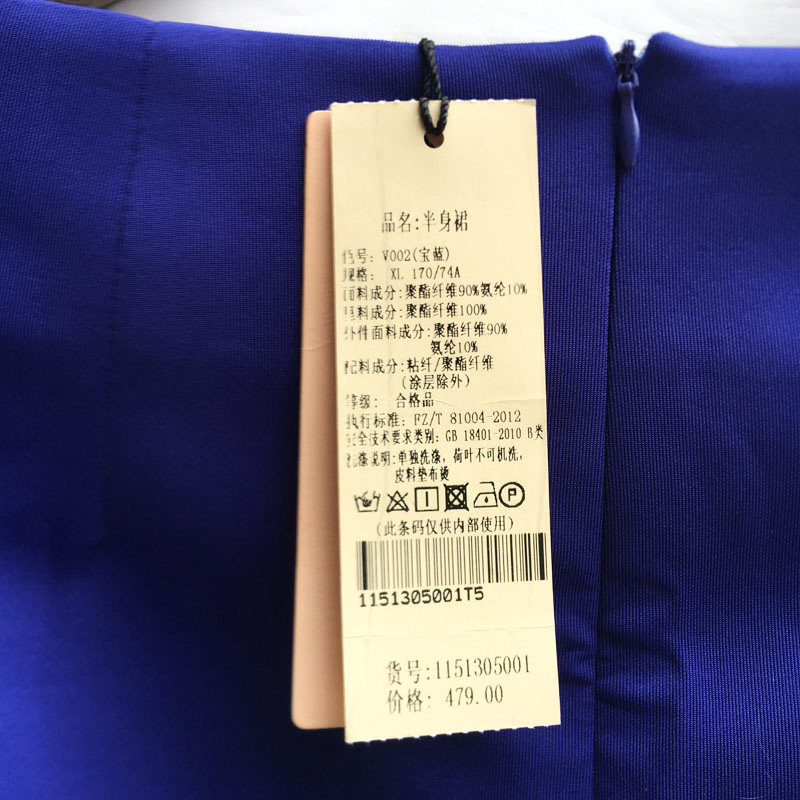 品名:半身裙
色号: V002(宝蓝)
规格: XL 170/74A
面料成分:聚酯纤维90%氨纶10%
里料成分:聚酯纤维100%
外件面料成分:聚酯纤维90%
氨纶10%
配料成分:粘纤/聚酯纤维
(涂层除外)
等级: 合格品
执行标准: FZ/T 81004-2012
安全技术要求类别: GB 18401-2010 B类
洗涤说明:单独洗涤, 荷叶不可机洗,
皮料垫布烫
P
(此条码仅供内部使用)
1151305001T5
货号:1151305001
价格: 479.00